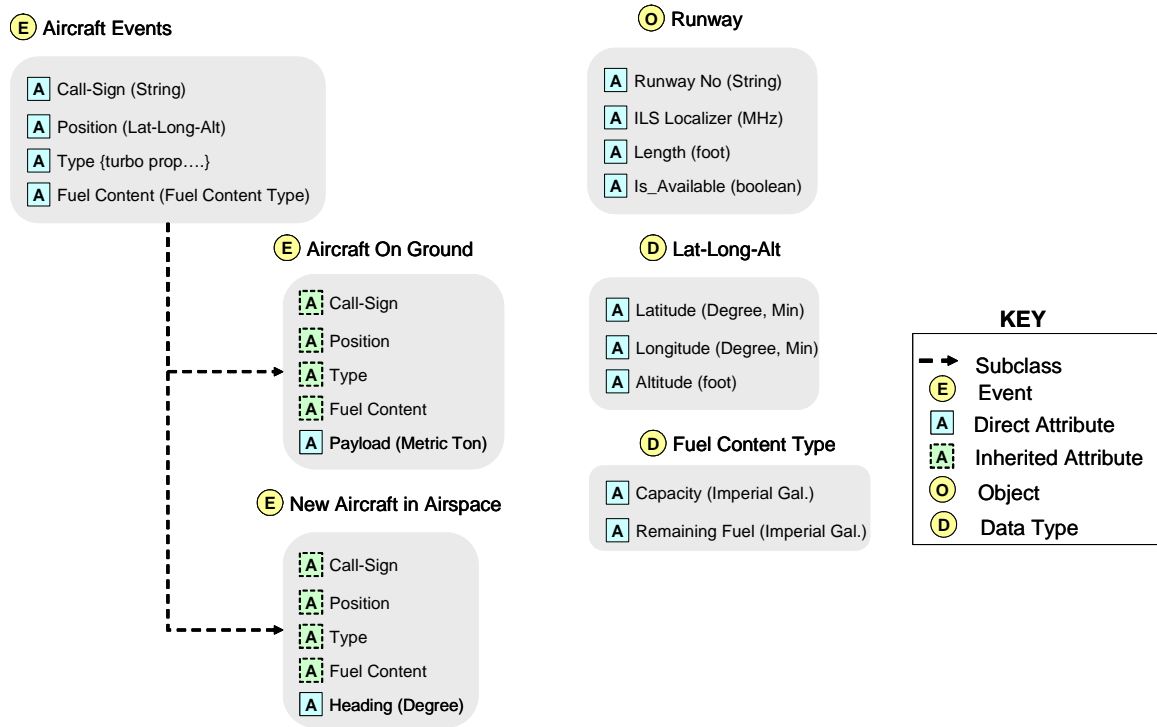 E Aircraft Events
A Call-Sign (String)
A Position (Lat-Long-Alt)
A Type {turbo prop….}
A Fuel Content (Fuel Content Type)
E Aircraft On Ground
A Call-Sign
A Position
A Type
A Fuel Content
A Payload (Metric Ton)
E New Aircraft in Airspace
A Call-Sign
A Position
A Type
A Fuel Content
A Heading (Degree)
O Runway
A Runway No (String)
A ILS Localizer (MHz)
A Length (foot)
A Is_Available (boolean)
D Lat-Long-Alt
A Latitude (Degree, Min)
A Longitude (Degree, Min)
A Altitude (foot)
D Fuel Content Type
A Capacity (Imperial Gal.)
A Remaining Fuel (Imperial Gal.)
KEY
Subclass
E Event
A Direct Attribute
A Inherited Attribute
O Object
D Data Type